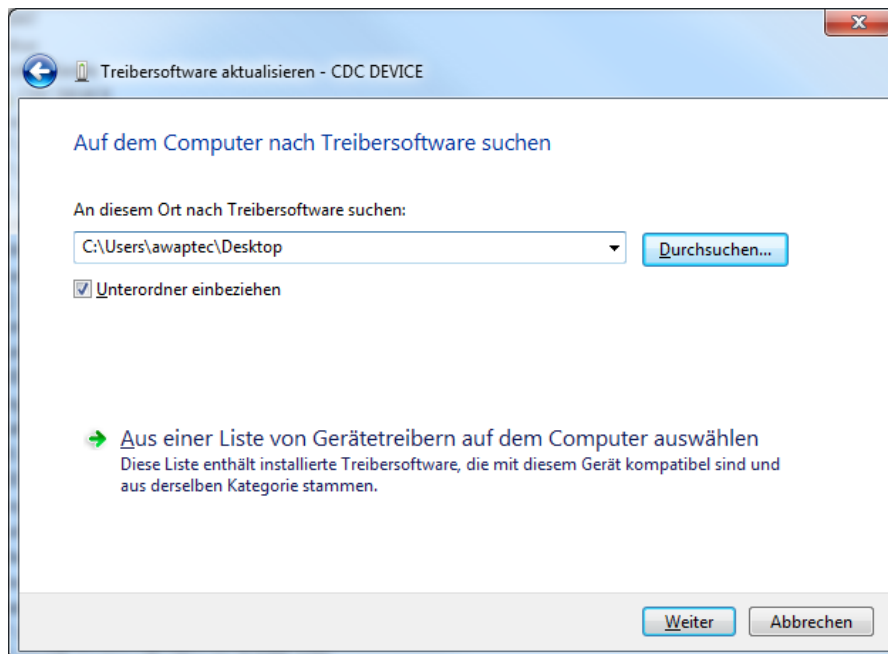 Treibersoftware aktualisieren - CDC DEVICE
Auf dem Computer nach Treibersoftware suchen
An diesem Ort nach Treibersoftware suchen:
C:\Users\awaptec\Desktop
Durchsuchen...
Unterordner einbeziehen
Aus einer Liste von Gerätetreibern auf dem Computer auswählen
Diese Liste enthält installierte Treibersoftware, die mit diesem Gerät kompatibel sind und
aus derselben Kategorie stammen.
Weiter
Abbrechen